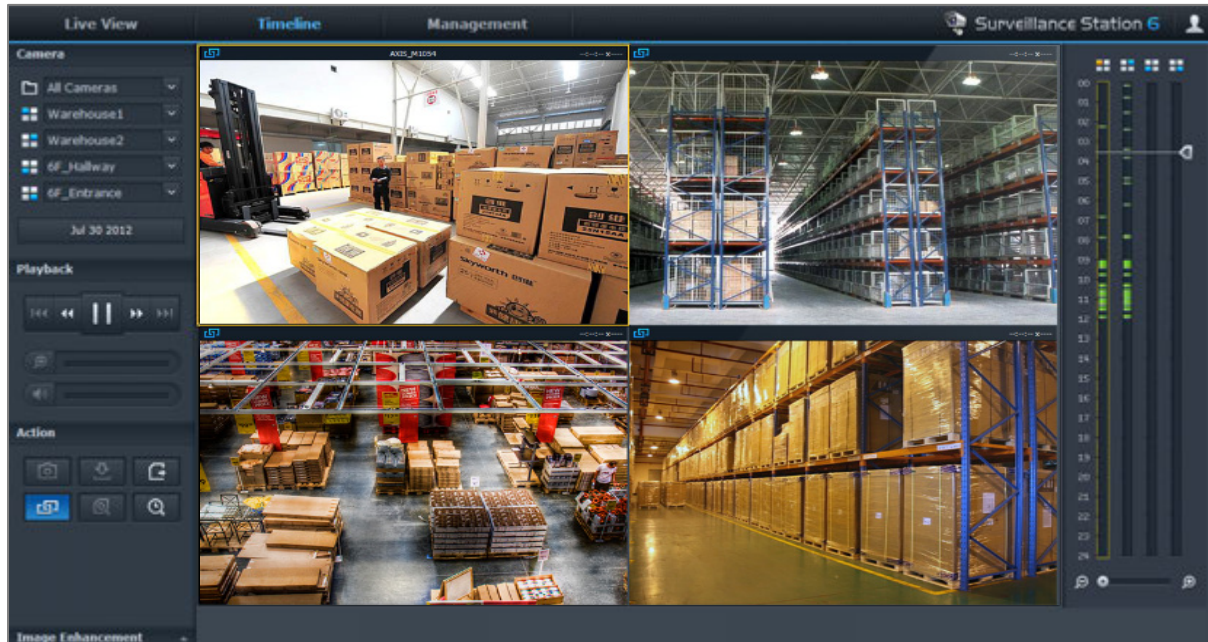 Live View
Timeline
Management
Surveillance Station 6
Camera
All Cameras
Warehouse1
Warehouse2
6F_Hallway
6F_Entrance
Jul 30 2012
Playback
Action
Image Enhancement
AXIS_M1054
--:--:-- x----
--:--:-- x----
--:--:-- x----
--:--:-- x----
Skyworth
00
01
02
03
04
05
06
07
08
09
10
11
12
13
14
15
16
17
18
19
20
21
22
23
24